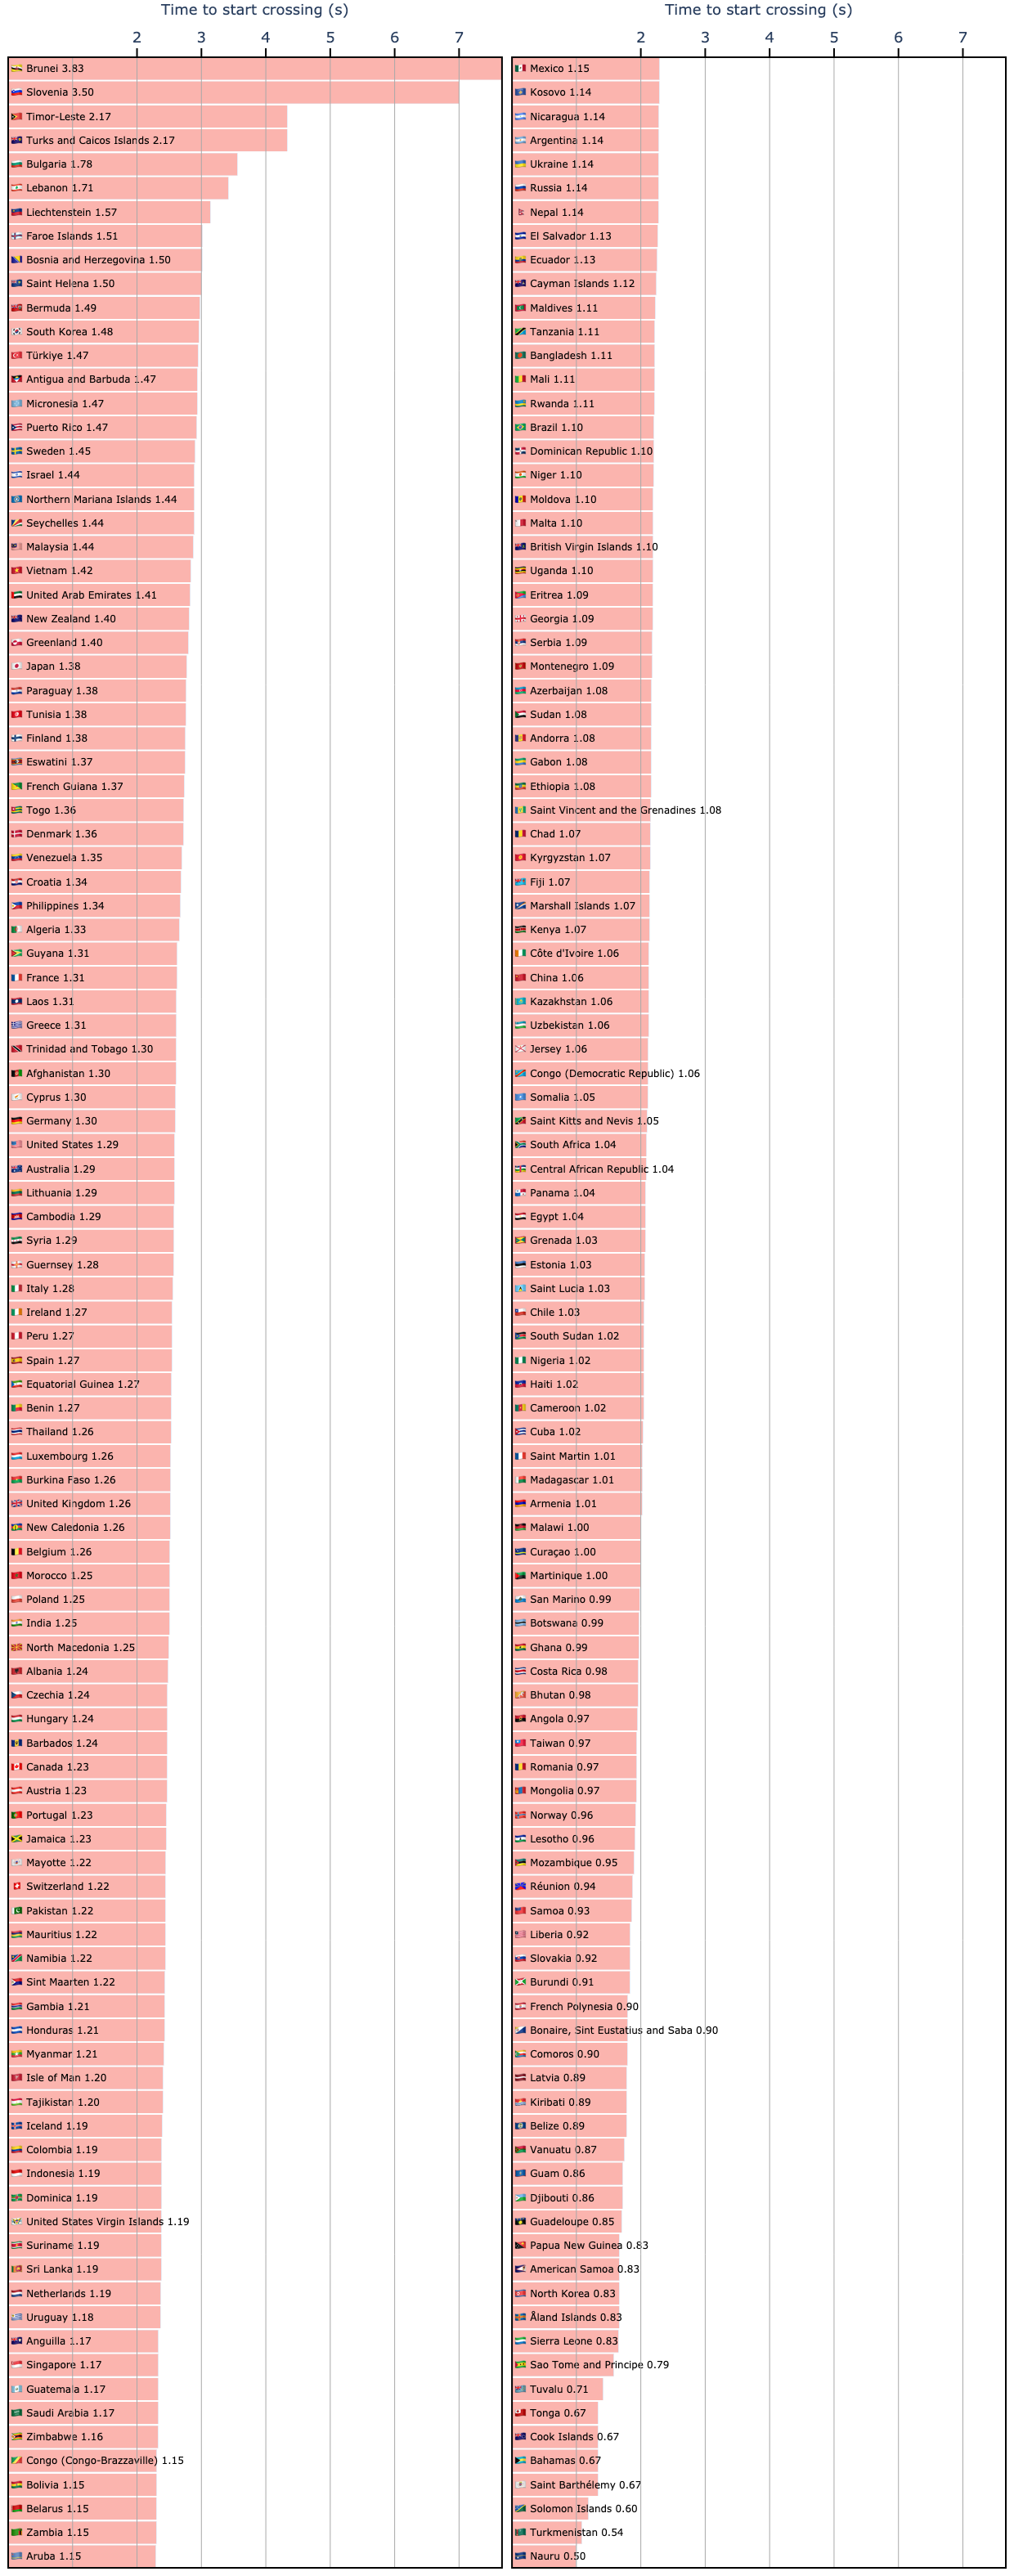 Time to start crossing (s)
2 3 4 5 6 7
Brunei 3.83
Slovenia 3.50
Timor-Leste 2.17
Turks and Caicos Islands 2.17
Bulgaria 1.78
Lebanon 1.71
Liechtenstein 1.57
Faroe Islands 1.51
Bosnia and Herzegovina 1.50
Saint Helena 1.50
Bermuda 1.49
South Korea 1.48
Türkiye 1.47
Antigua and Barbuda 1.47
Micronesia 1.47
Puerto Rico 1.47
Sweden 1.45
Israel 1.44
Northern Mariana Islands 1.44
Seychelles 1.44
Malaysia 1.44
Vietnam 1.42
United Arab Emirates 1.41
New Zealand 1.40
Greenland 1.40
Japan 1.38
Paraguay 1.38
Tunisia 1.38
Finland 1.38
Eswatini 1.37
French Guiana 1.37
Togo 1.36
Denmark 1.36
Venezuela 1.35
Croatia 1.34
Philippines 1.34
Algeria 1.33
Guyana 1.31
France 1.31
Laos 1.31
Greece 1.31
Trinidad and Tobago 1.30
Afghanistan 1.30
Cyprus 1.30
Germany 1.30
United States 1.29
Australia 1.29
Lithuania 1.29
Cambodia 1.29
Syria 1.29
Guernsey 1.28
Italy 1.28
Ireland 1.27
Peru 1.27
Spain 1.27
Equatorial Guinea 1.27
Benin 1.27
Thailand 1.26
Luxembourg 1.26
Burkina Faso 1.26
United Kingdom 1.26
New Caledonia 1.26
Belgium 1.26
Morocco 1.25
Poland 1.25
India 1.25
North Macedonia 1.25
Albania 1.24
Czechia 1.24
Hungary 1.24
Barbados 1.24
Canada 1.23
Austria 1.23
Portugal 1.23
Jamaica 1.23
Mayotte 1.22
Switzerland 1.22
Pakistan 1.22
Mauritius 1.22
Namibia 1.22
Sint Maarten 1.22
Gambia 1.21
Honduras 1.21
Myanmar 1.21
Isle of Man 1.20
Tajikistan 1.20
Iceland 1.19
Colombia 1.19
Indonesia 1.19
Dominica 1.19
United States Virgin Islands 1.19
Suriname 1.19
Sri Lanka 1.19
Netherlands 1.19
Uruguay 1.18
Anguilla 1.17
Singapore 1.17
Guatemala 1.17
Saudi Arabia 1.17
Zimbabwe 1.16
Congo (Congo-Brazzaville) 1.15
Bolivia 1.15
Belarus 1.15
Zambia 1.15
Aruba 1.15
Time to start crossing (s)
2 3 4 5 6 7
Mexico 1.15
Kosovo 1.14
Nicaragua 1.14
Argentina 1.14
Ukraine 1.14
Russia 1.14
Nepal 1.14
El Salvador 1.13
Ecuador 1.13
Cayman Islands 1.12
Maldives 1.11
Tanzania 1.11
Bangladesh 1.11
Mali 1.11
Rwanda 1.11
Brazil 1.10
Dominican Republic 1.10
Niger 1.10
Moldova 1.10
Malta 1.10
British Virgin Islands 1.10
Uganda 1.10
Eritrea 1.09
Georgia 1.09
Serbia 1.09
Montenegro 1.09
Azerbaijan 1.08
Sudan 1.08
Andorra 1.08
Gabon 1.08
Ethiopia 1.08
Saint Vincent and the Grenadines 1.08
Chad 1.07
Kyrgyzstan 1.07
Fiji 1.07
Marshall Islands 1.07
Kenya 1.07
Côte d'Ivoire 1.06
China 1.06
Kazakhstan 1.06
Uzbekistan 1.06
Jersey 1.06
Congo (Democratic Republic) 1.06
Somalia 1.05
Saint Kitts and Nevis 1.05
South Africa 1.04
Central African Republic 1.04
Panama 1.04
Egypt 1.04
Grenada 1.03
Estonia 1.03
Saint Lucia 1.03
Chile 1.03
South Sudan 1.02
Nigeria 1.02
Haiti 1.02
Cameroon 1.02
Cuba 1.02
Saint Martin 1.01
Madagascar 1.01
Armenia 1.01
Malawi 1.00
Curaçao 1.00
Martinique 1.00
San Marino 0.99
Botswana 0.99
Ghana 0.99
Costa Rica 0.98
Bhutan 0.98
Angola 0.97
Taiwan 0.97
Romania 0.97
Mongolia 0.97
Norway 0.96
Lesotho 0.96
Mozambique 0.95
Réunion 0.94
Samoa 0.93
Liberia 0.92
Slovakia 0.92
Burundi 0.91
French Polynesia 0.90
Bonaire, Sint Eustatius and Saba 0.90
Comoros 0.90
Latvia 0.89
Kiribati 0.89
Belize 0.89
Vanuatu 0.87
Guam 0.86
Djibouti 0.86
Guadeloupe 0.85
Papua New Guinea 0.83
American Samoa 0.83
North Korea 0.83
Åland Islands 0.83
Sierra Leone 0.83
Sao Tome and Principe 0.79
Tuvalu 0.71
Tonga 0.67
Cook Islands 0.67
Bahamas 0.67
Saint Barthélemy 0.67
Solomon Islands 0.60
Turkmenistan 0.54
Nauru 0.50